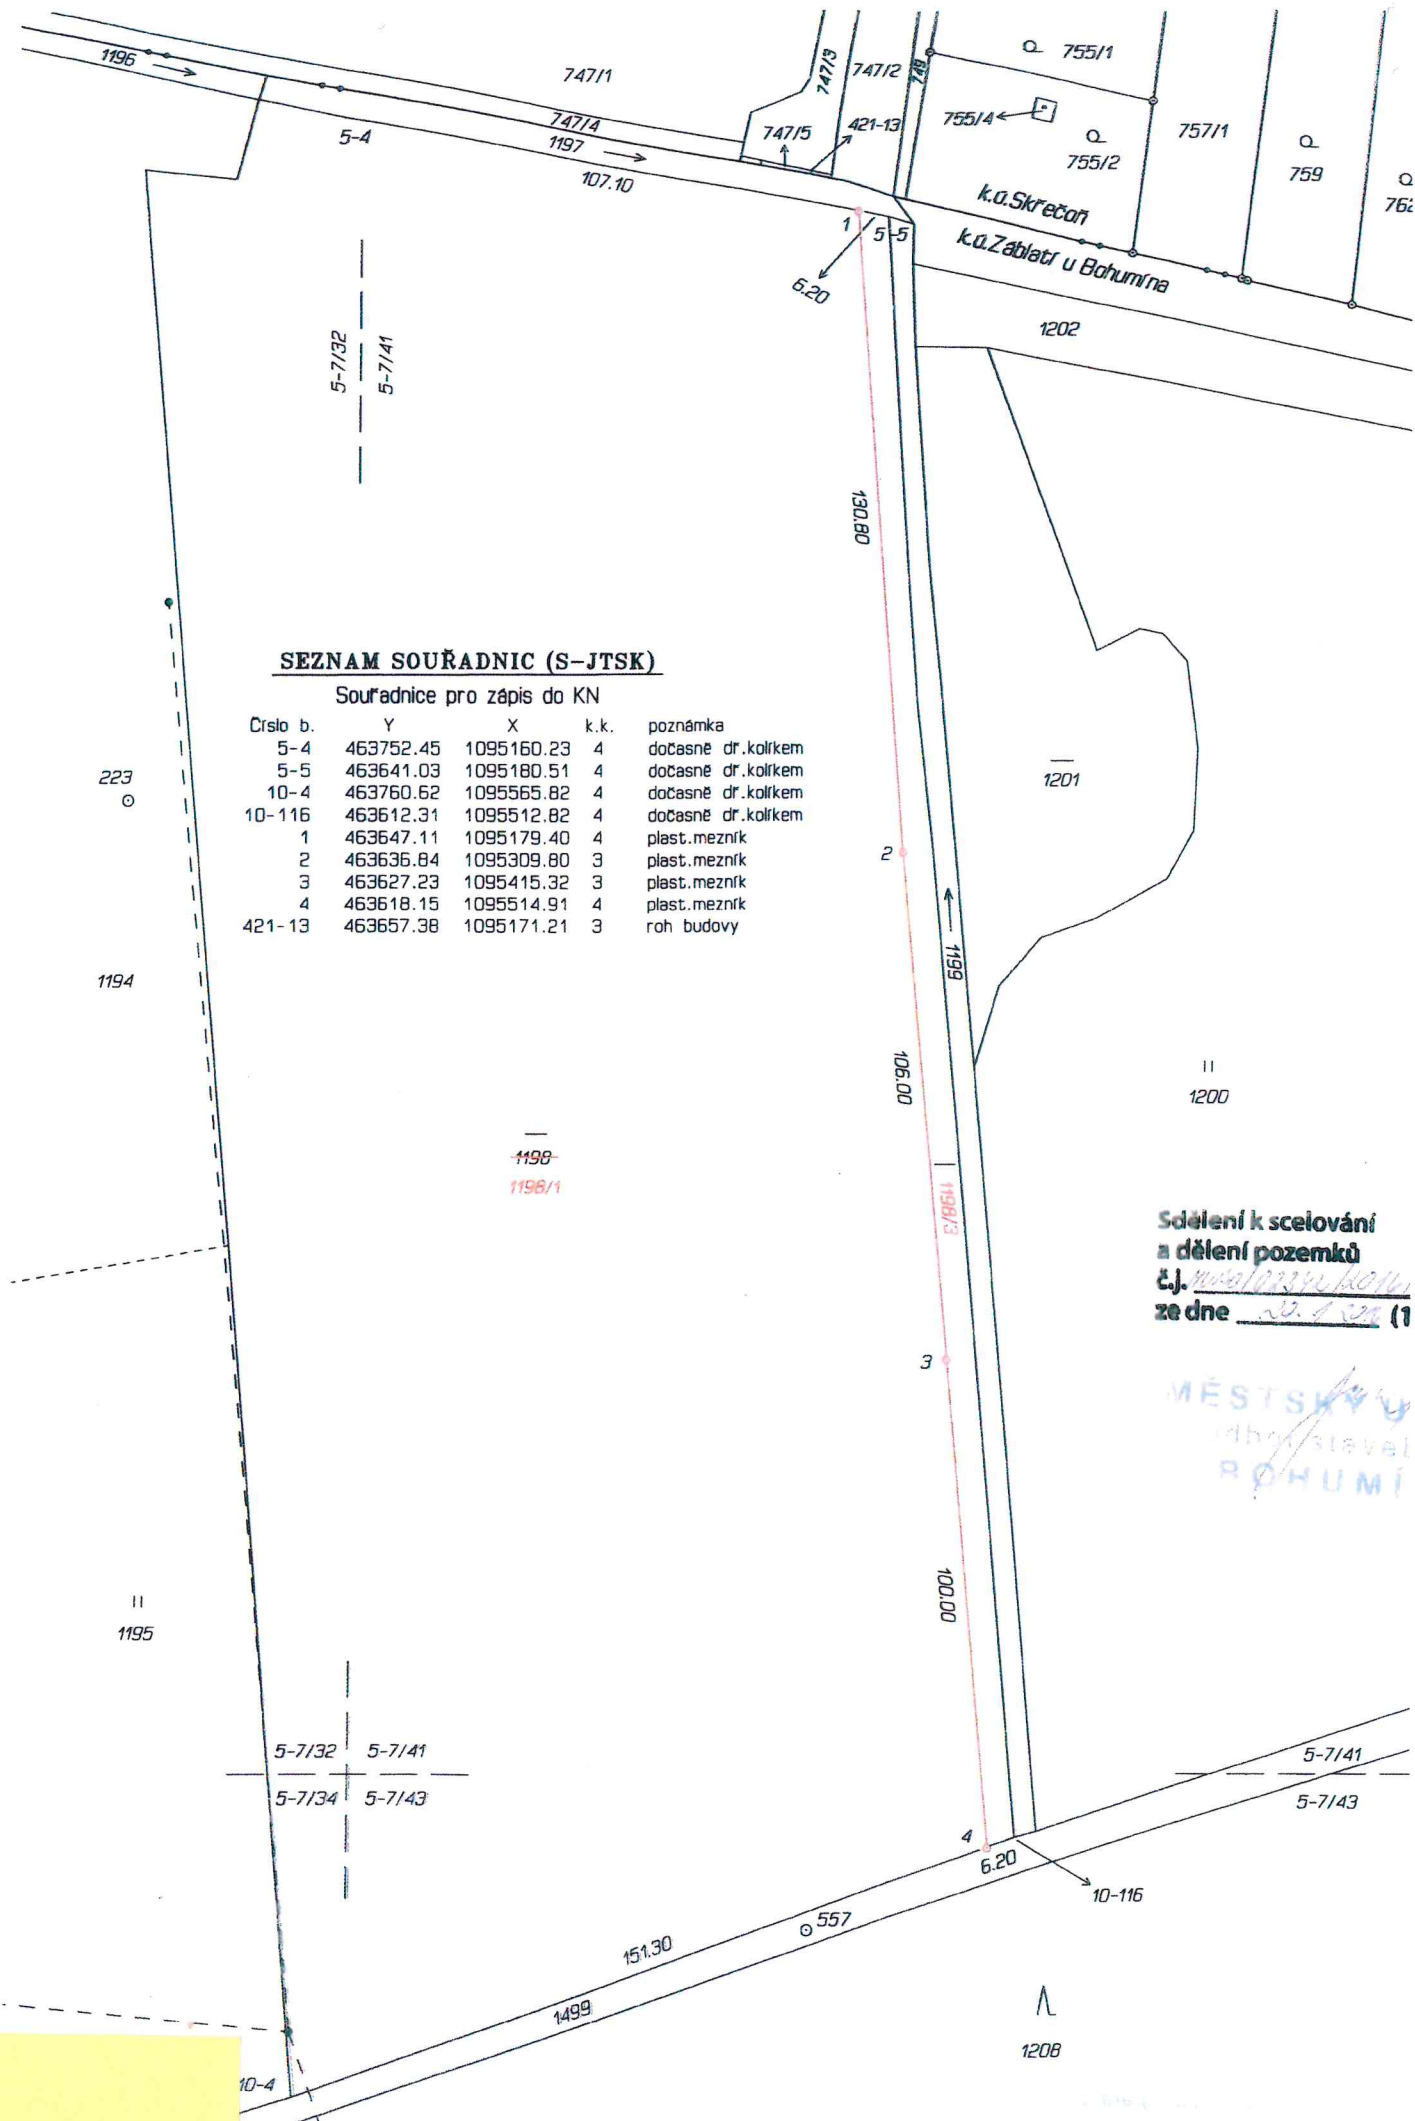 1196
747/1
747/3
747/2
749
755/1
747/4
747/5
421-13
755/4
755/2
757/1
759
5-4
1197
107.10
k.ú.Skřečoň
k.ú.Záblatí u Bohumína
1
5-5
6.20
1202
5-7/32
5-7/41
130.80
SEZNAM SOUŘADNIC (S-JTSK)
Souřadnice pro zápis do KN
Číslo b. Y X k.k. poznámka
5-4 463752.45 1095160.23 4 dočasně dř.kolíkem
5-5 463641.03 1095180.51 4 dočasně dř.kolíkem
10-4 463760.62 1095565.82 4 dočasně dř.kolíkem
10-116 463612.31 1095512.82 4 dočasně dř.kolíkem
1 463647.11 1095179.40 4 plast.mezník
2 463636.84 1095309.80 3 plast.mezník
3 463627.23 1095415.32 3 plast.mezník
4 463618.15 1095514.91 4 plast.mezník
421-13 463657.38 1095171.21 3 roh budovy
223
1201
2
1199
1194
106.00
1200
1198
1198/1
1198/3
Sdělení k scelování
a dělení pozemků
č.j.
ze dne (1
3
MĚSTSKÝ Ú
BOHUMÍ
100.00
1195
5-7/32 5-7/41
5-7/34 5-7/43
5-7/41
5-7/43
4
6.20
10-116
557
151.30
1499
1208
10-4